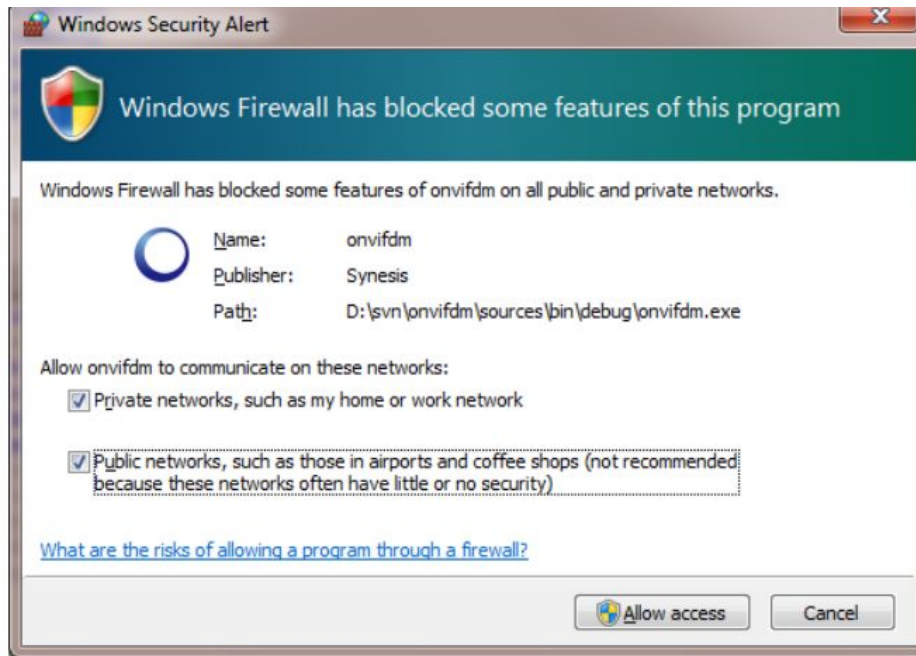 Windows Security Alert
Windows Firewall has blocked some features of this program
Windows Firewall has blocked some features of onvifdm on all public and private networks.
Name: onvifdm
Publisher: Synesis
Path: D:\svn\onvifdm\sources\bin\debug\onvifdm.exe
Allow onvifdm to communicate on these networks:
Private networks, such as my home or work network
Public networks, such as those in airports and coffee shops (not recommended
because these networks often have little or no security)
What are the risks of allowing a program through a firewall?
Allow access Cancel